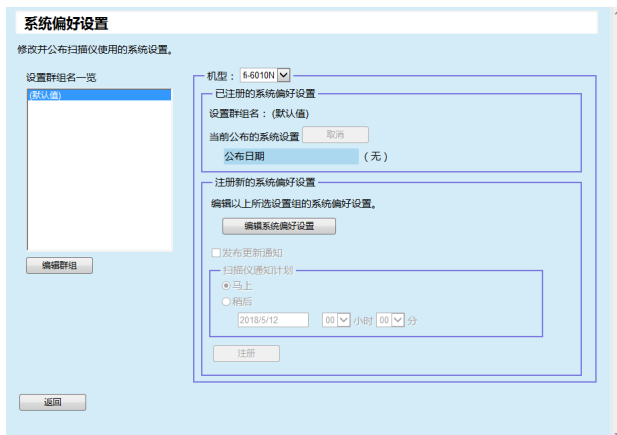 系统偏好设置
修改并公布扫描仪使用的系统设置。
设置群组名一览
(默认值)
编辑群组
机型： fi-6010N
已注册的系统偏好设置
设置群组名： (默认值)
当前公布的系统设置 取消
公布日期 (无)
注册新的系统偏好设置
编辑以上所选设置组的系统偏好设置。
编辑系统偏好设置
发布更新通知
扫描仪通知计划
马上
稍后
2018/5/12 00 小时 00 分
注册
返回